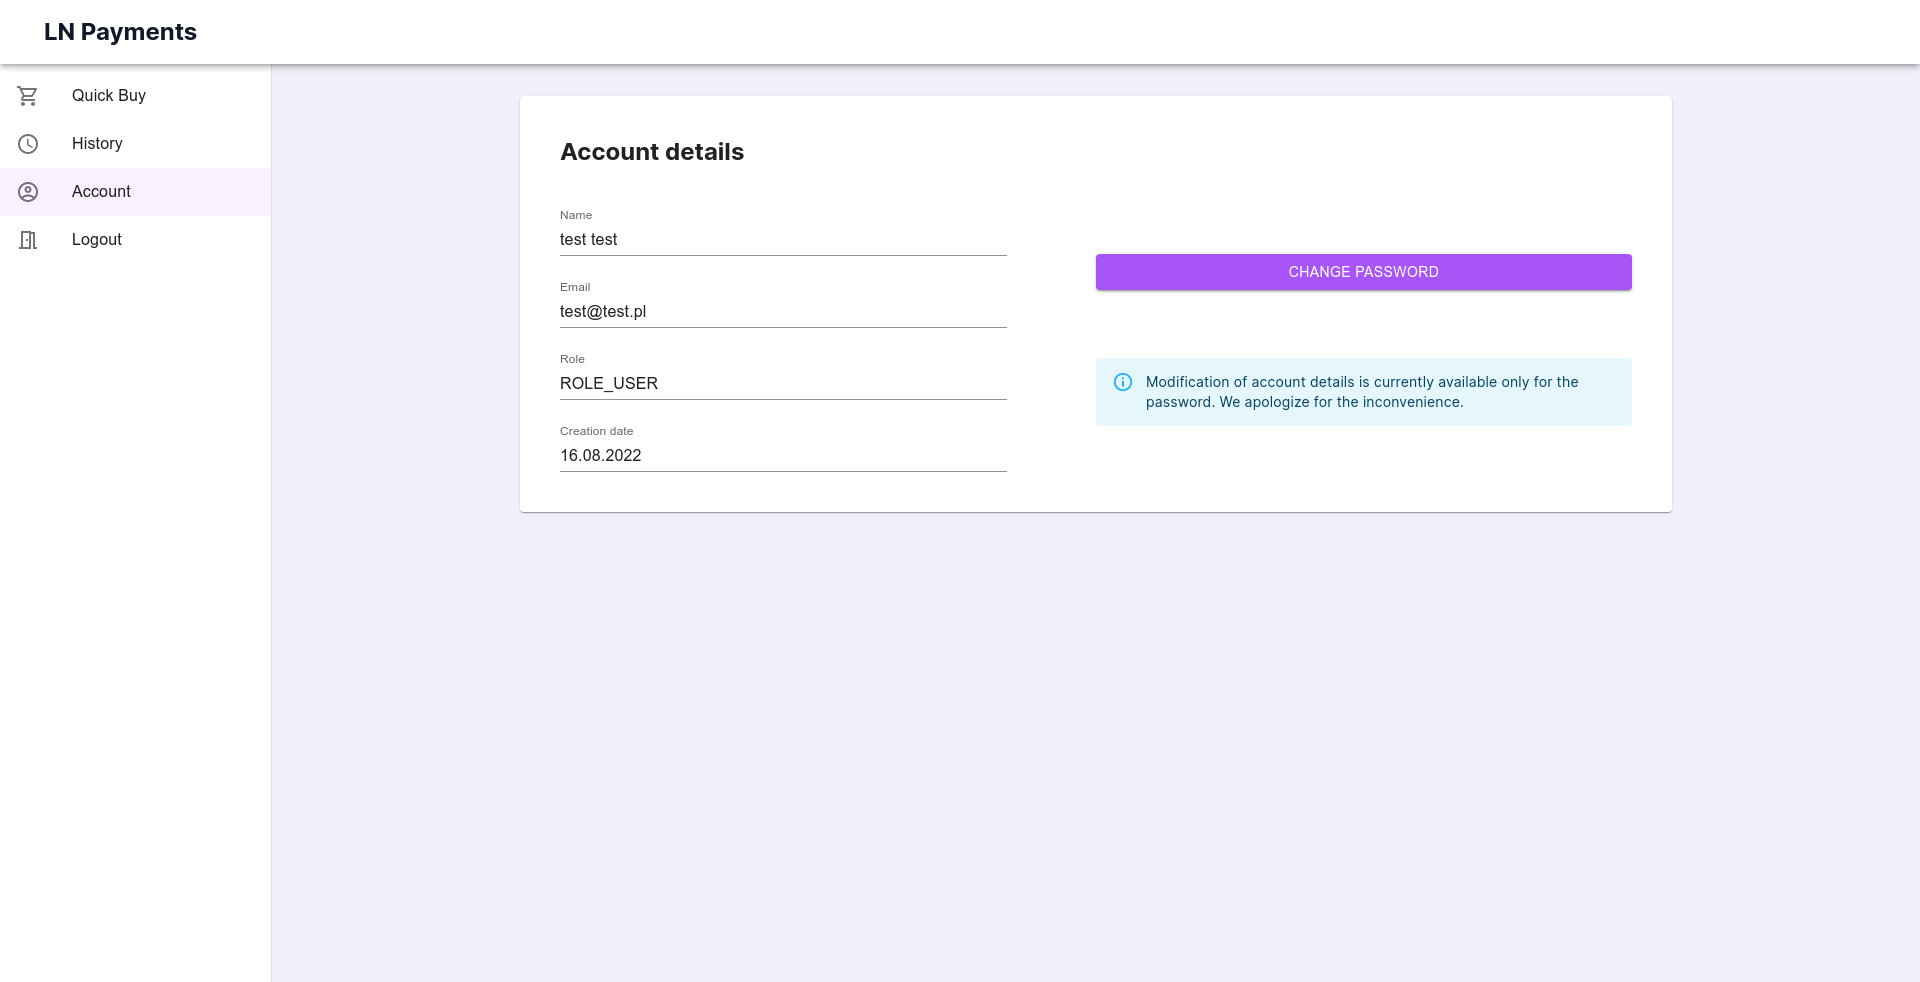 LN Payments
Quick Buy
History
Account
Logout
Account details
Name
test test
Email
test@test.pl
Role
ROLE_USER
Creation date
16.08.2022
CHANGE PASSWORD
Modification of account details is currently available only for the
password. We apologize for the inconvenience.